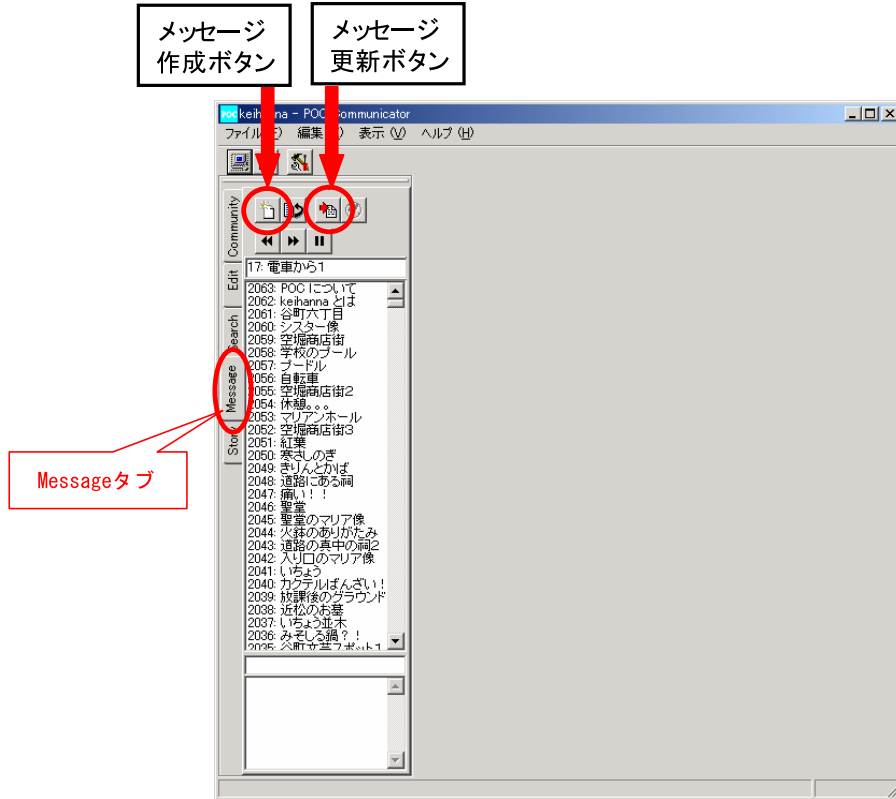 メッセージ
作成ボタン
メッセージ
更新ボタン
keihanna - POC Communicator
ファイル(F) 編集(E) 表示(V) ヘルプ(H)
Community
Edit
Search
Message
Story
17: 電車から1
2063: POC について
2062: keihanna とは
2061: 谷町六丁目
2060: シスター像
2059: 空堀商店街
2058: 学校のプール
2057: プードル
2056: 自転車
2055: 空堀商店街2
2054: 休憩。。。
2053: マリアンホール
2052: 空堀商店街3
2051: 紅葉
2050: 寒さしのぎ
2049: きりんとかば
2048: 道路にある祠
2047: 痛い！！
2046: 聖堂
2045: 聖堂のマリア像
2044: 火鉢のありがたみ
2043: 道路の真中の祠2
2042: 入り口のマリア像
2041: いちょう
2040: カクテルばんざい！
2039: 放課後のグラウンド
2038: 近松のお墓
2037: いちょう並木
2036: みそしる鍋？！
2035: 谷町文芸スポット1
Messageタブ